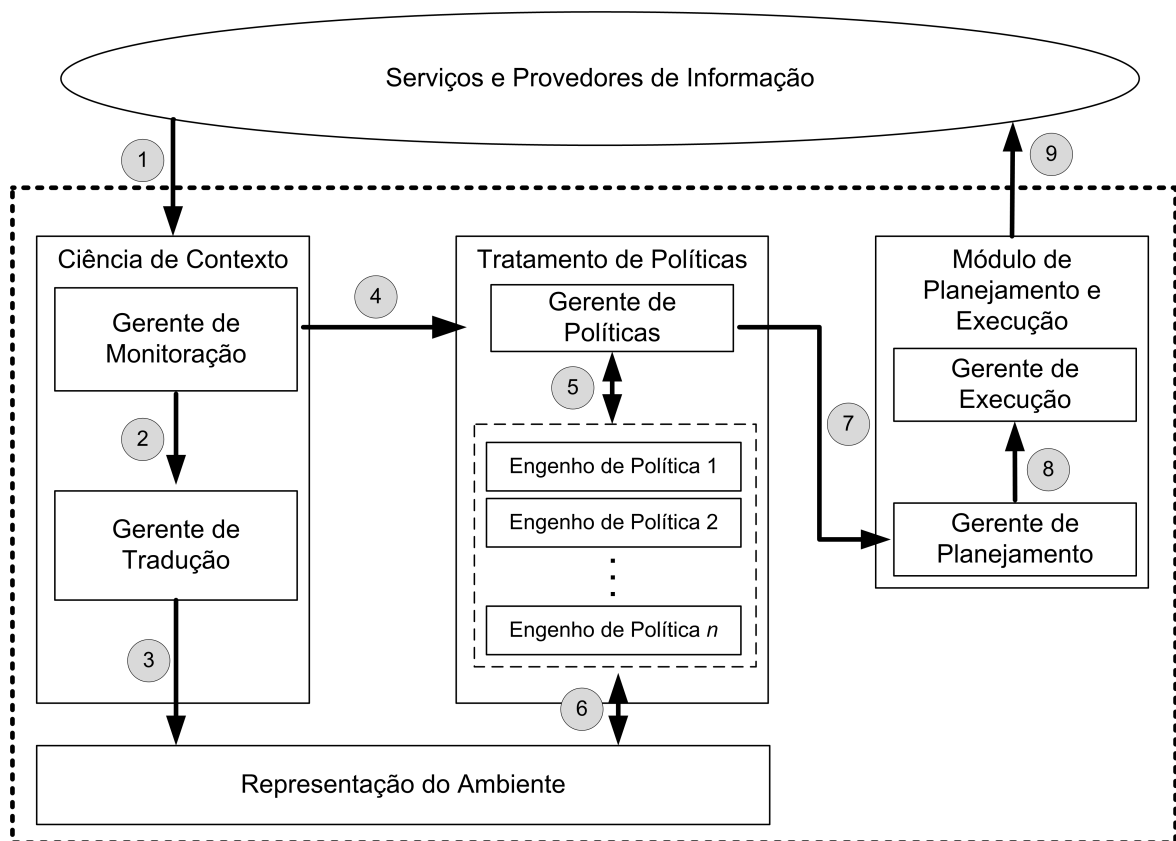 Serviços e Provedores de Informação
1
9
Ciência de Contexto
Gerente de
Monitoração
2
Gerente de
Tradução
3
4
Tratamento de Políticas
Gerente de
Políticas
5
Engenho de Política 1
Engenho de Política 2
Engenho de Política n
6
7
Módulo de
Planejamento e
Execução
Gerente de
Execução
8
Gerente de
Planejamento
Representação do Ambiente